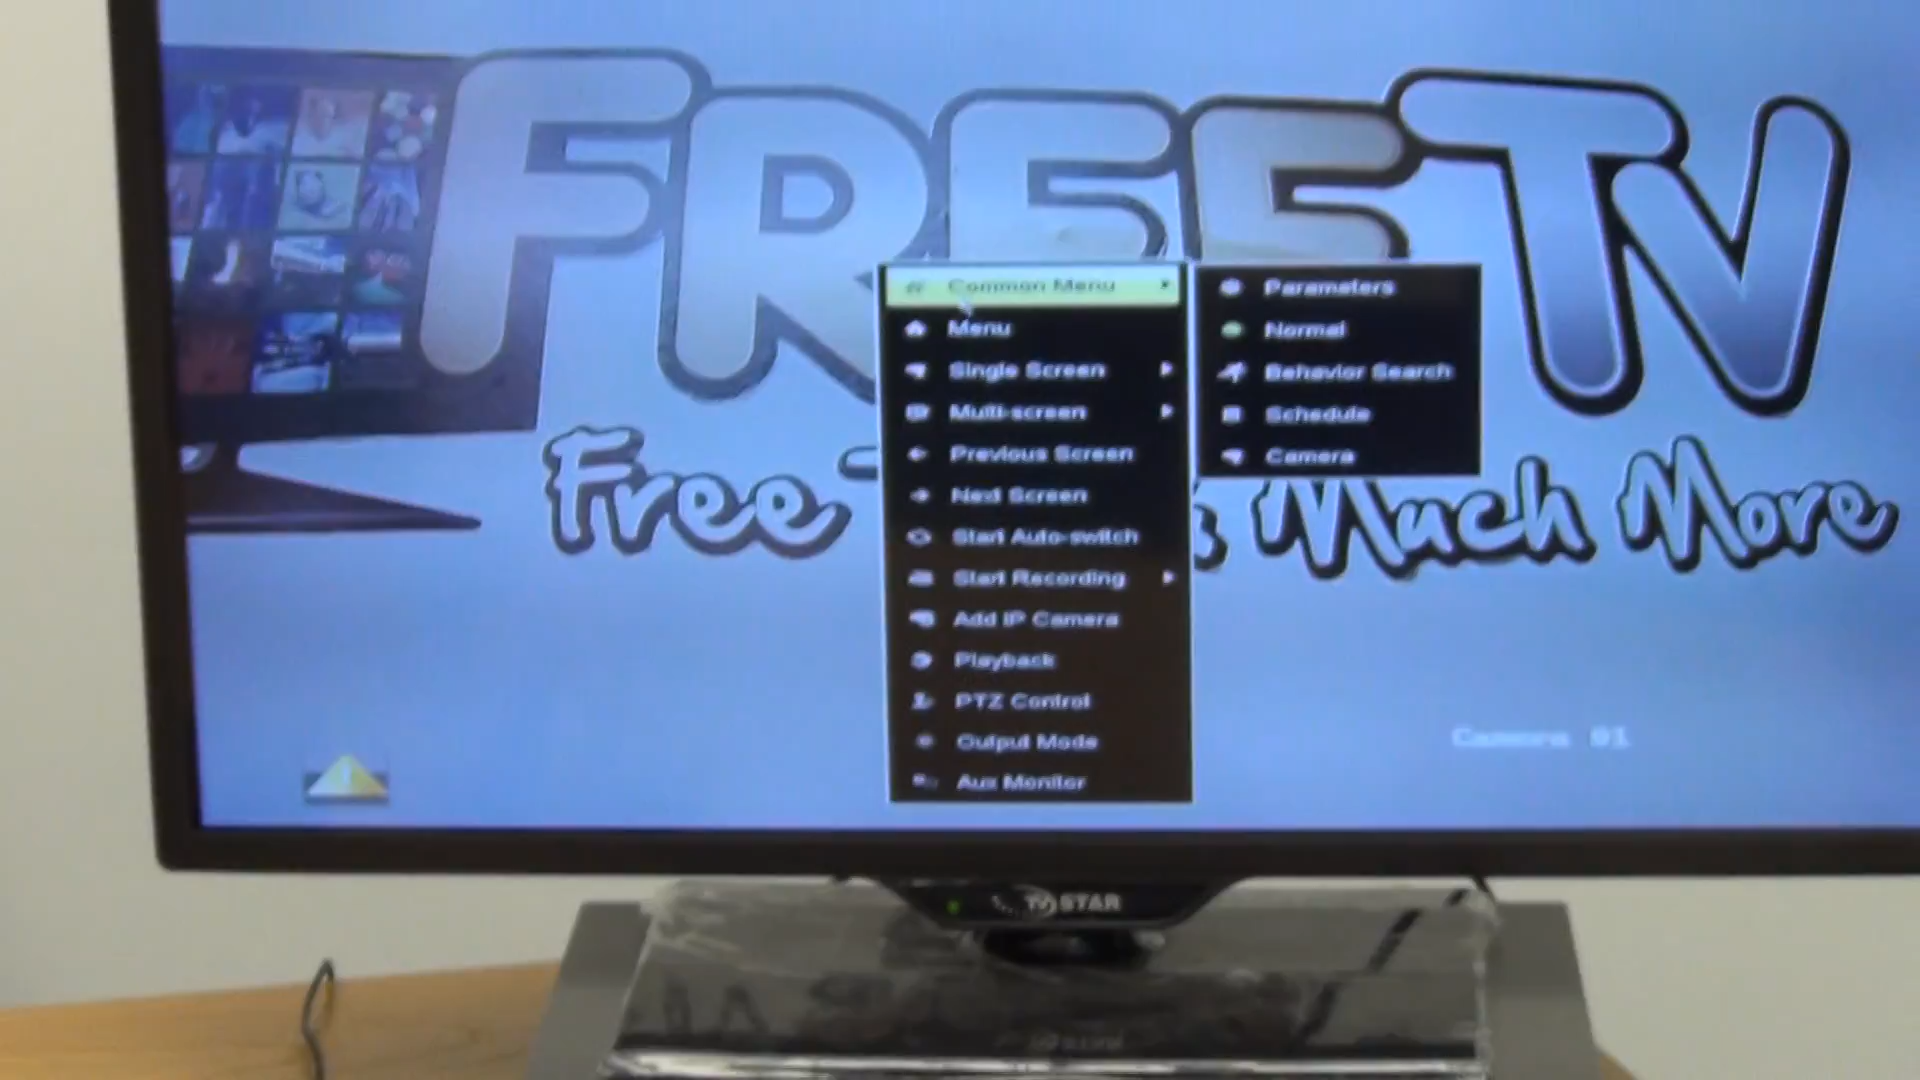 FREE TV
Free
& Much More
Common Menu
Menu
Single Screen
Multi-screen
Previous Screen
Next Screen
Start Auto-switch
Start Recording
Add IP Camera
Playback
PTZ Control
Output Mode
Aux Monitor
Parameters
Normal
Behavior Search
Schedule
Camera
Camera 01
TV STAR